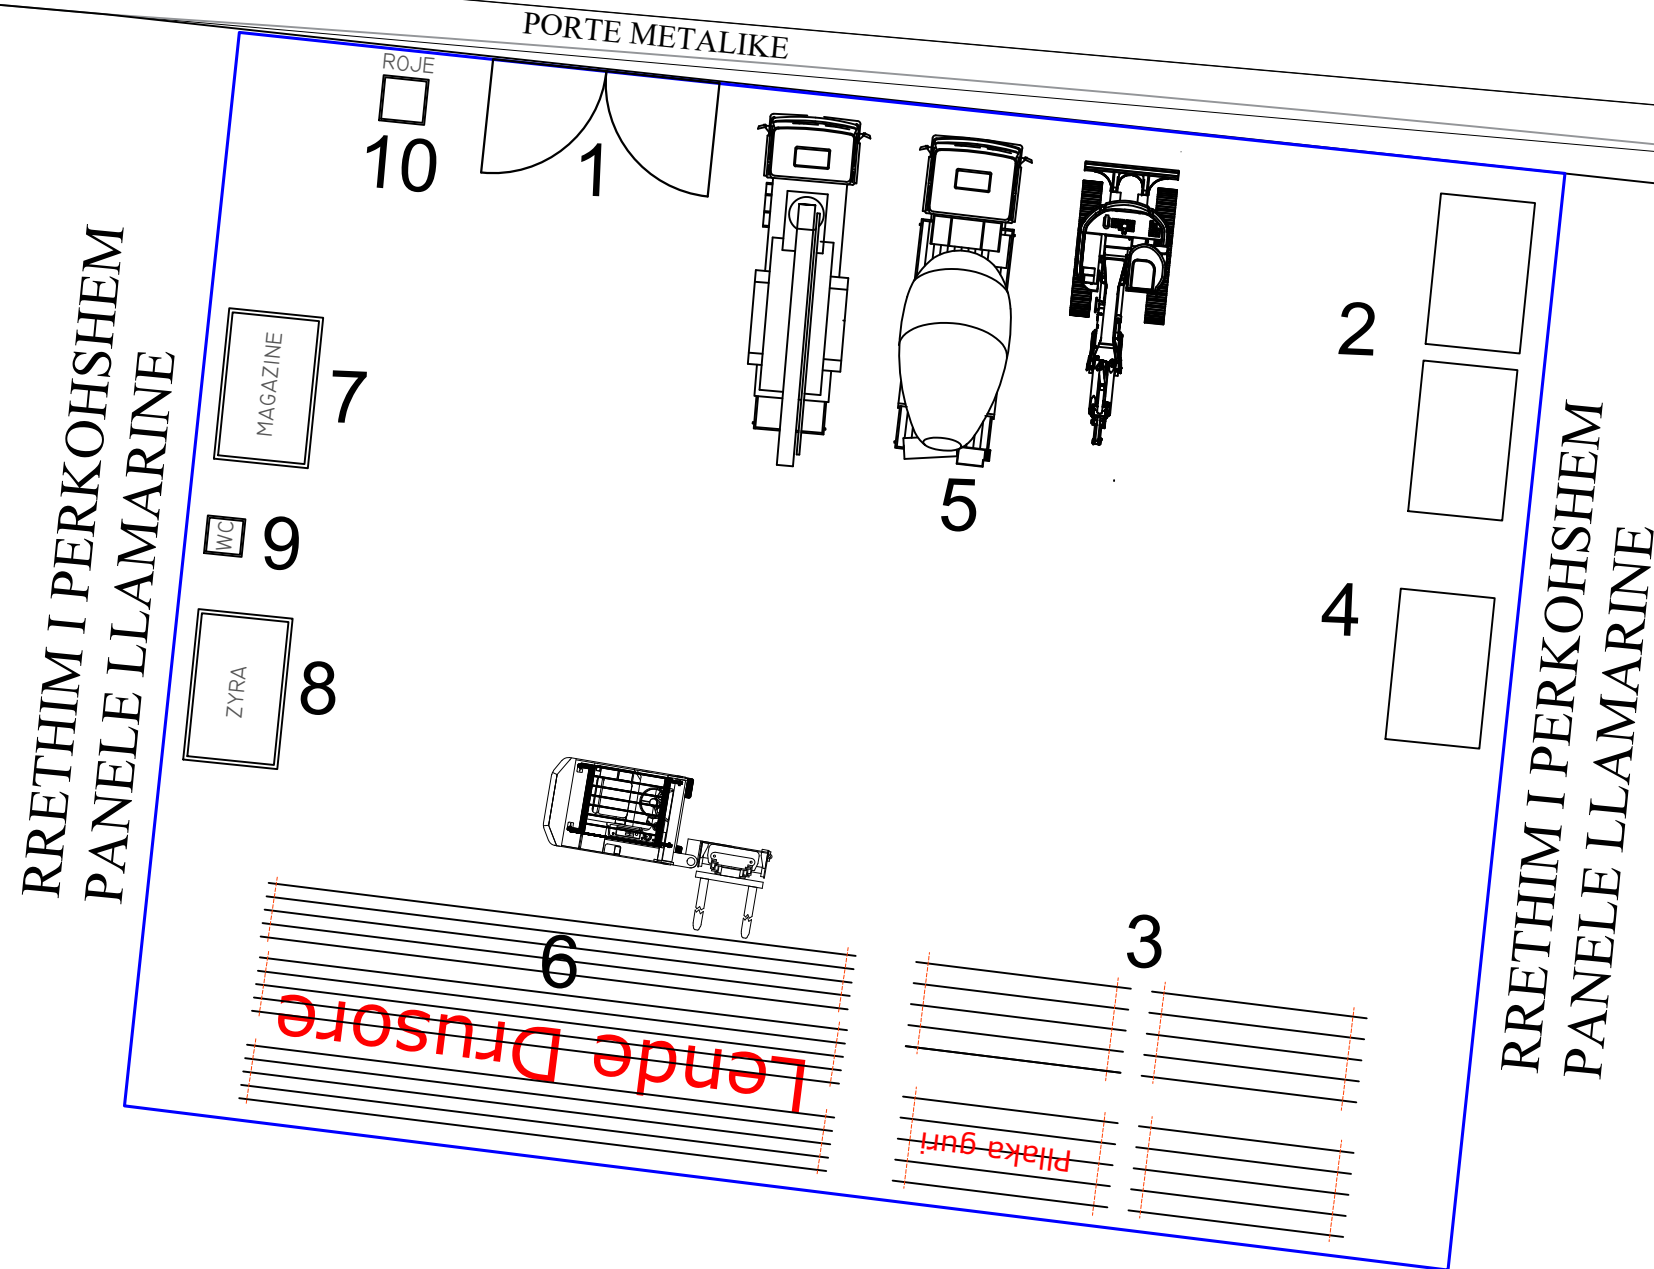 PORTE METALIKE
ROJE
10
1
2
RRETHIM I PERKOHSHEM
PANELE LLAMARINE
MAGAZINE
7
5
WC
9
4
ZYRA
8
RRETHIM I PERKOHSHEM
PANELE LLAMARINE
6
3
Lende Drusore
Pllaka guri